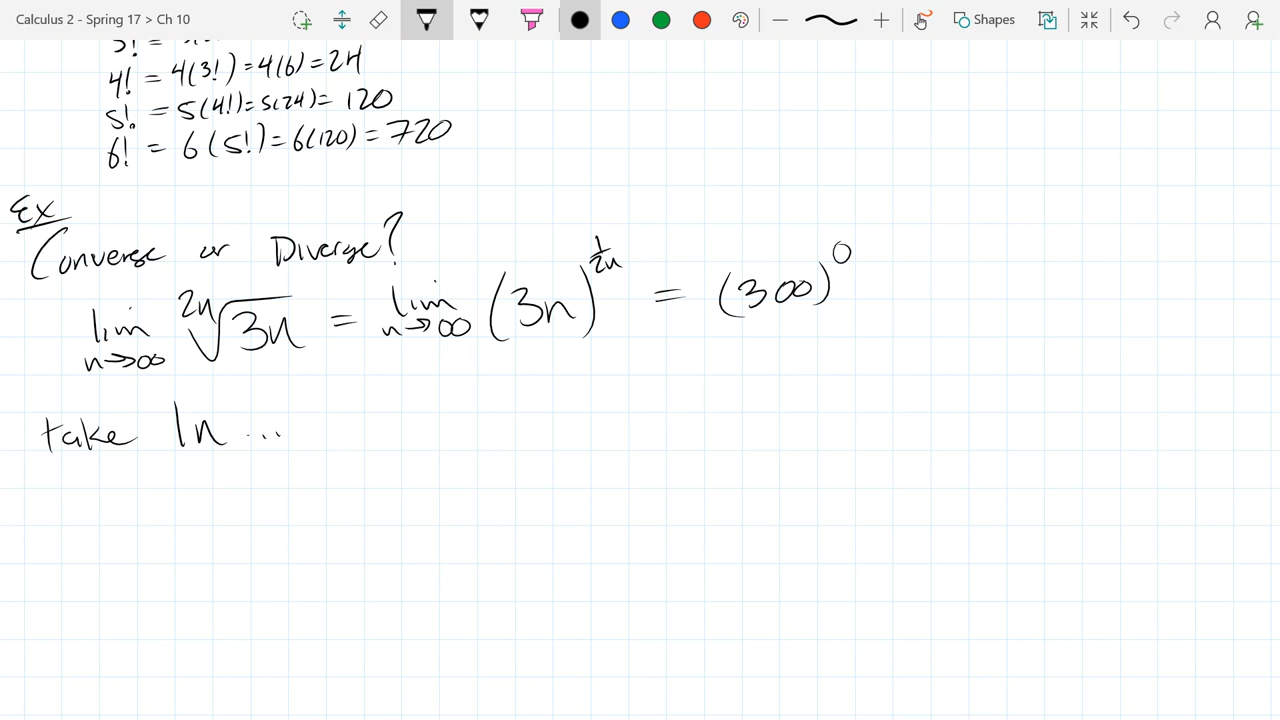 Calculus 2 - Spring 17 > Ch 10
Shapes
4! = 4(3!) = 4(6) = 24
5! = 5(4!) = 5(24) = 120
6! = 6(5!) = 6(120) = 720
Ex
Converge or Diverge?
lim n→∞ ²ⁿ√3n = lim n→∞ (3n)^(1/2n) = (3∞)^0
take ln ...